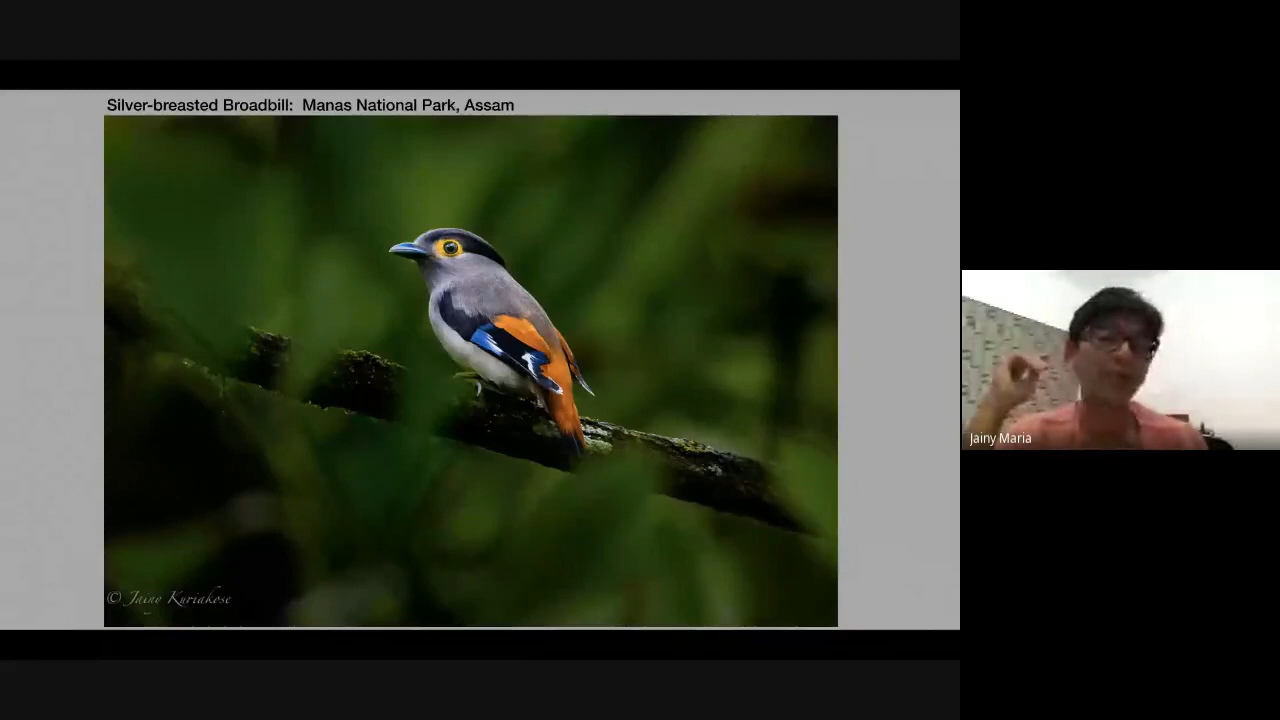 Silver-breasted Broadbill: Manas National Park, Assam
Jainy Maria
© Jainy Kuriakose